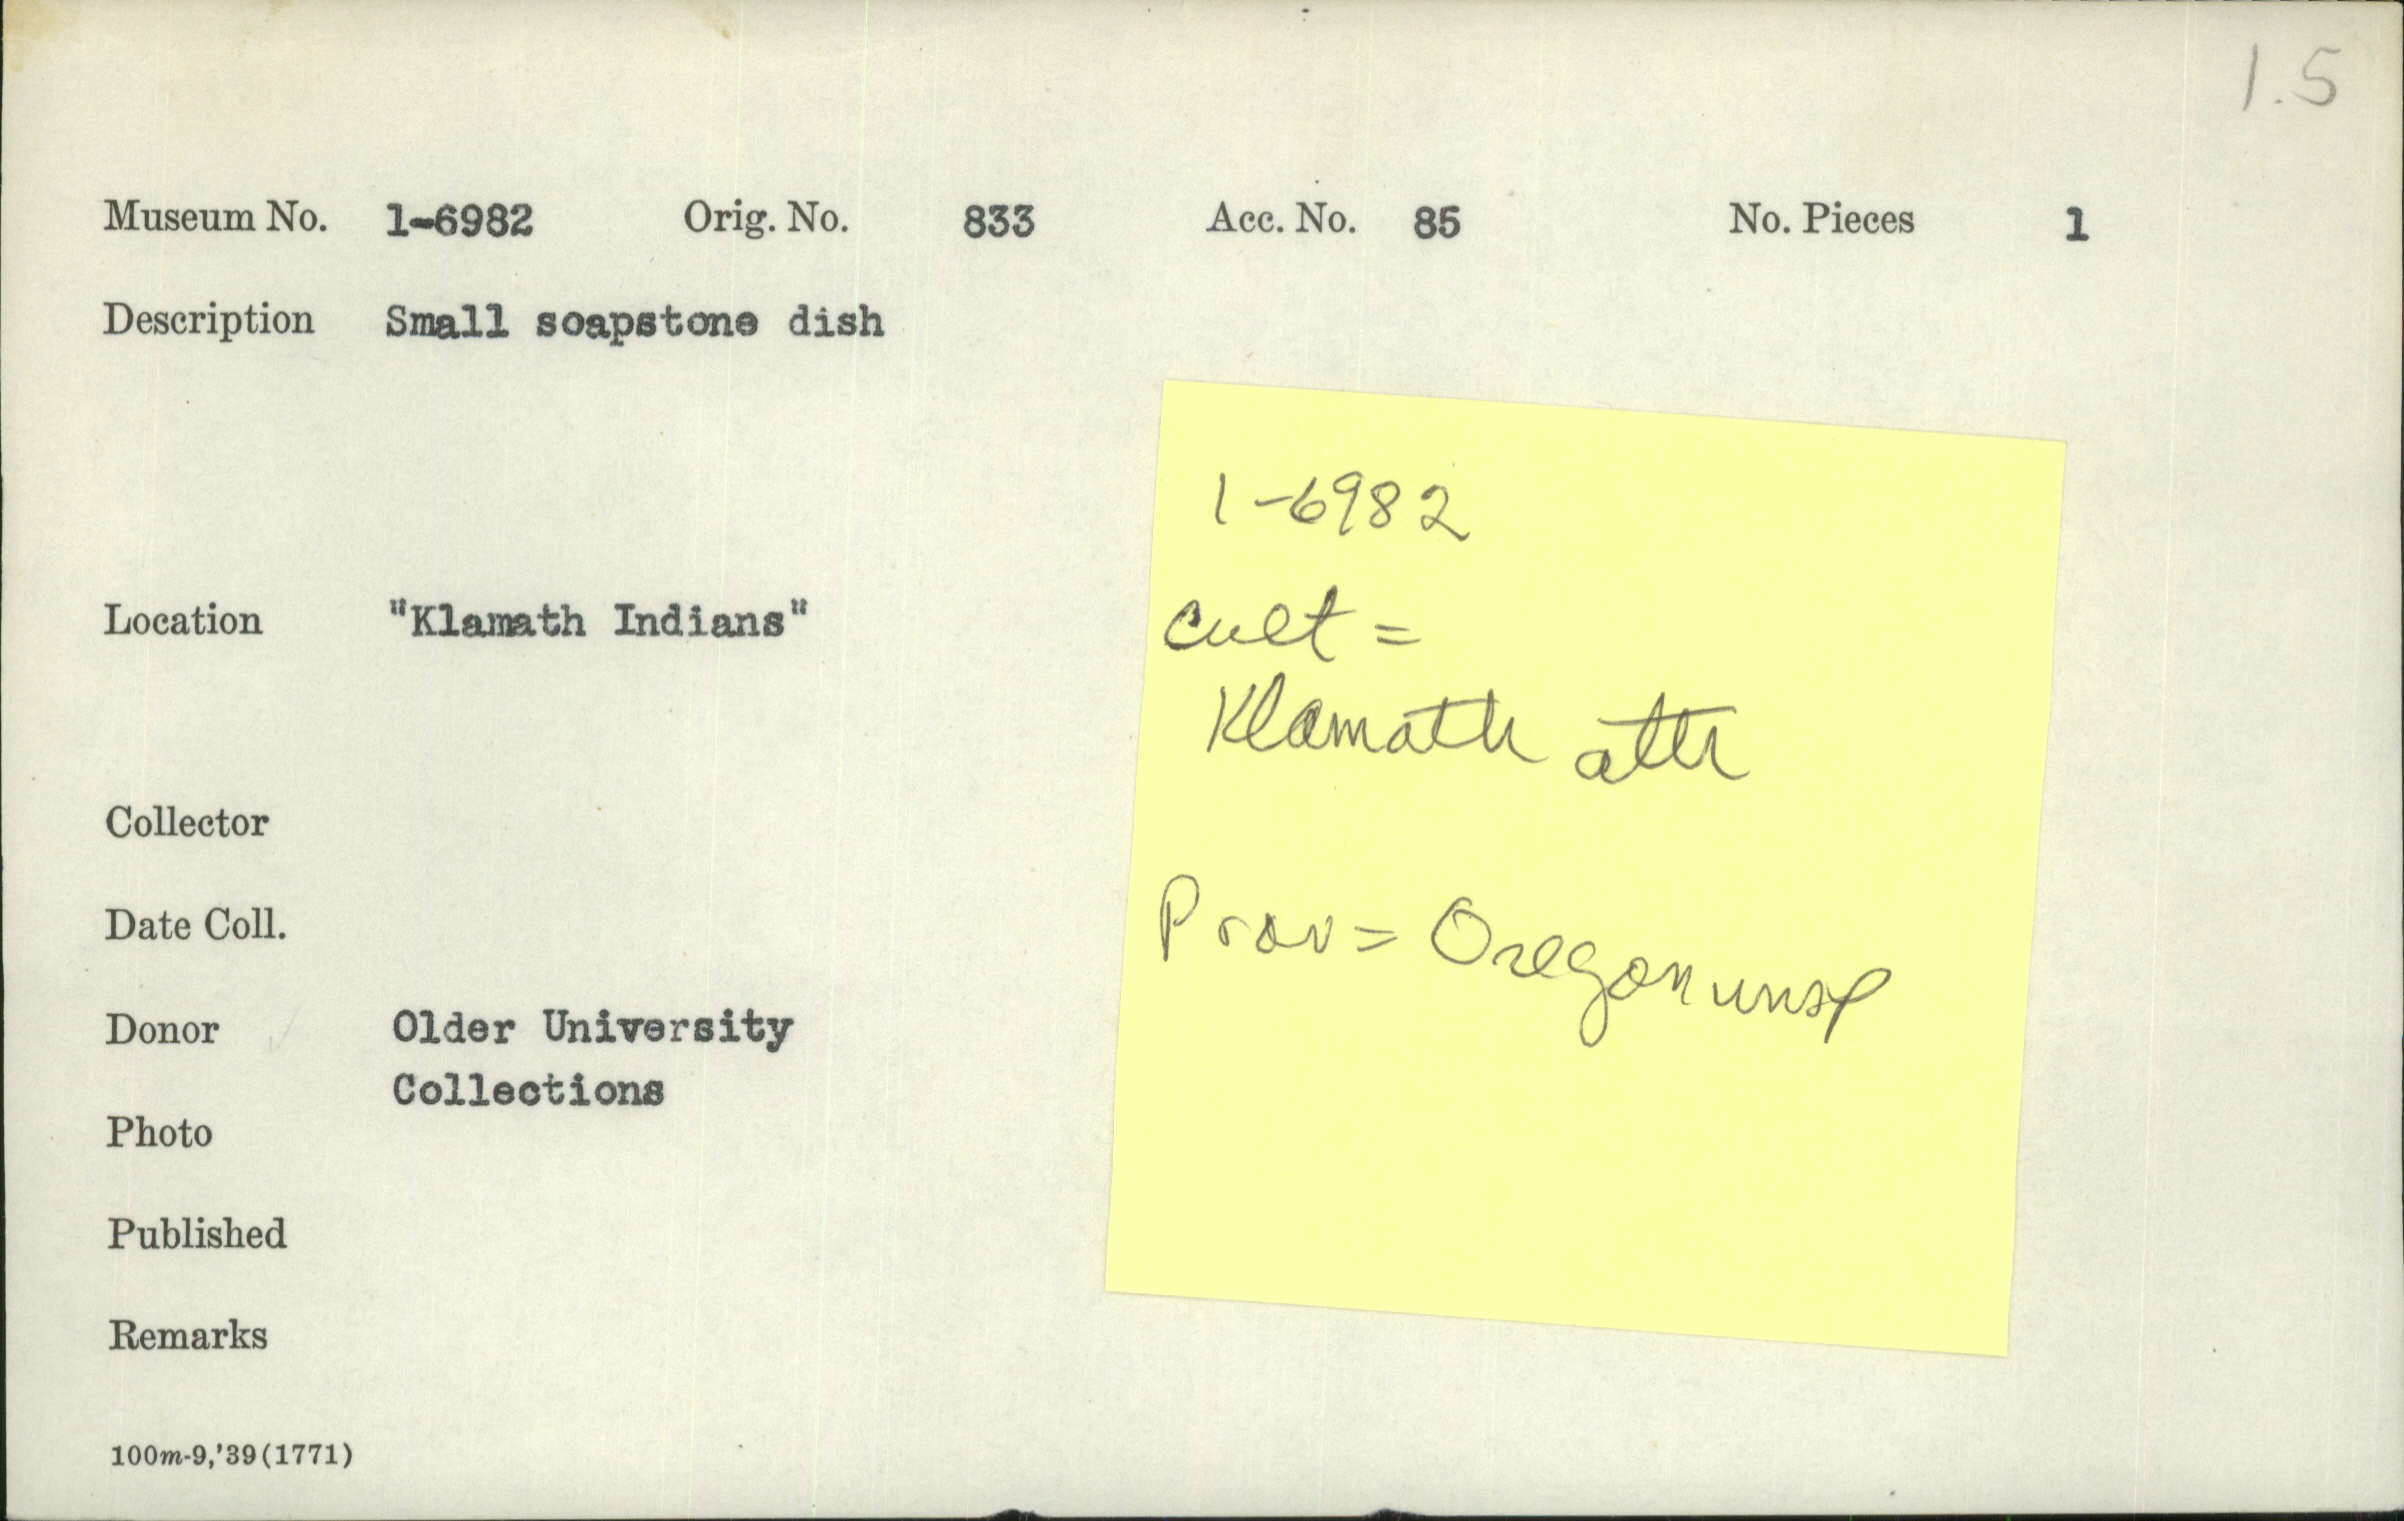 1.5
Museum No. 1-6982 Orig. No. 833 Acc. No. 85 No. Pieces 1
Description Small soapstone dish
Location "Klamath Indians"
Collector
Date Coll.
Donor Older University
Collections
Photo
Published
Remarks
100m-9,'39(1771)
1-6982
Cult =
Klamath attr
Prov = Oregon unsp